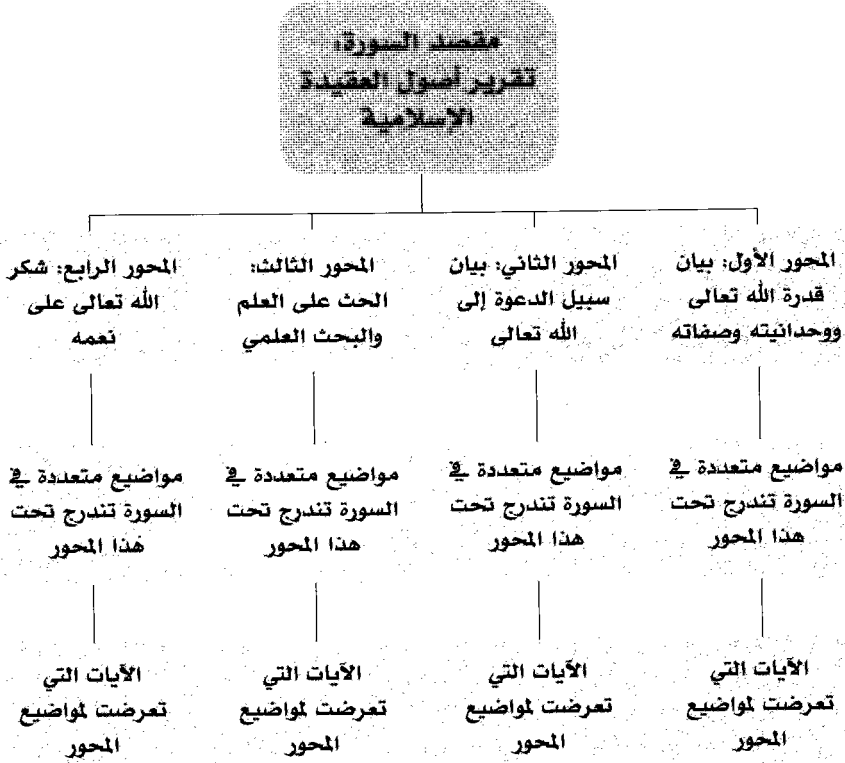 مقصد السورة:
تقرير أصول العقيدة
الإسلامية
المحور الأول: بيان
قدرة الله تعالى
ووحدانيته وصفاته
المحور الثاني: بيان
سبيل الدعوة إلى
الله تعالى
المحور الثالث:
الحث على العلم
والبحث العلمي
المحور الرابع: شكر
الله تعالى على
نعمه
مواضيع متعددة في
السورة تندرج تحت
هذا المحور
مواضيع متعددة في
السورة تندرج تحت
هذا المحور
مواضيع متعددة في
السورة تندرج تحت
هذا المحور
مواضيع متعددة في
السورة تندرج تحت
هذا المحور
الآيات التي
تعرضت لمواضيع
المحور
الآيات التي
تعرضت لمواضيع
المحور
الآيات التي
تعرضت لمواضيع
المحور
الآيات التي
تعرضت لمواضيع
المحور